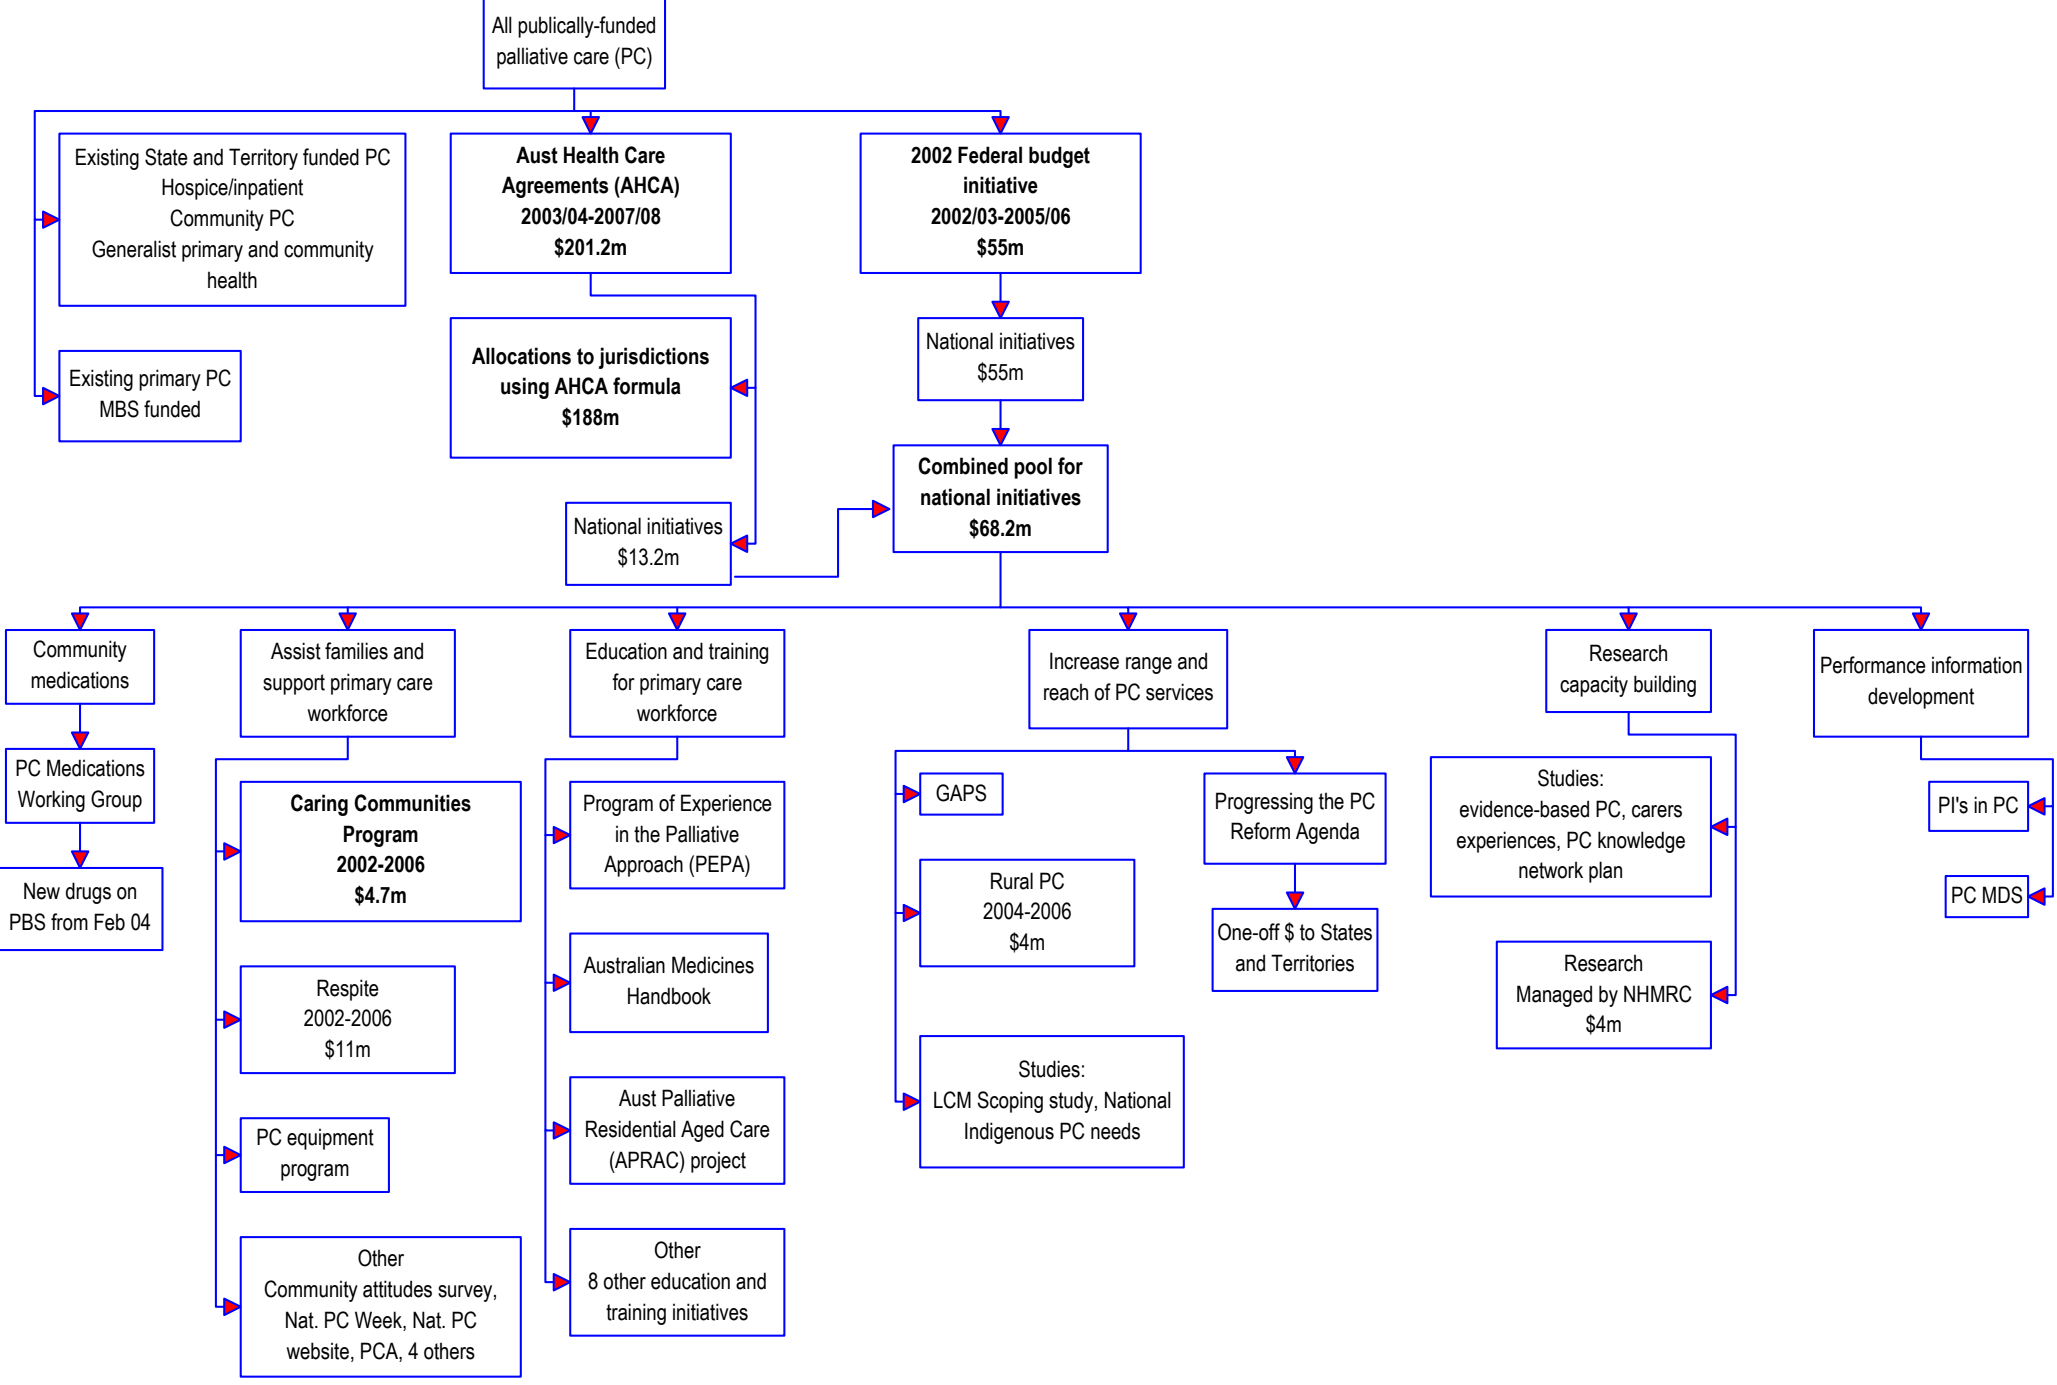 All publically-funded
palliative care (PC)
Existing State and Territory funded PC
Hospice/inpatient
Community PC
Generalist primary and community
health
Aust Health Care
Agreements (AHCA)
2003/04-2007/08
$201.2m
2002 Federal budget
initiative
2002/03-2005/06
$55m
Existing primary PC
MBS funded
Allocations to jurisdictions
using AHCA formula
$188m
National initiatives
$55m
National initiatives
$13.2m
Combined pool for
national initiatives
$68.2m
Community
medications
PC Medications
Working Group
New drugs on
PBS from Feb 04
Assist families and
support primary care
workforce
Caring Communities
Program
2002-2006
$4.7m
Respite
2002-2006
$11m
PC equipment
program
Other
Community attitudes survey,
Nat. PC Week, Nat. PC
website, PCA, 4 others
Education and training
for primary care
workforce
Program of Experience
in the Palliative
Approach (PEPA)
Australian Medicines
Handbook
Aust Palliative
Residential Aged Care
(APRAC) project
Other
8 other education and
training initiatives
Increase range and
reach of PC services
GAPS
Rural PC
2004-2006
$4m
Studies:
LCM Scoping study, National
Indigenous PC needs
Progressing the PC
Reform Agenda
One-off $ to States
and Territories
Research
capacity building
Studies:
evidence-based PC, carers
experiences, PC knowledge
network plan
Research
Managed by NHMRC
$4m
Performance information
development
PI's in PC
PC MDS